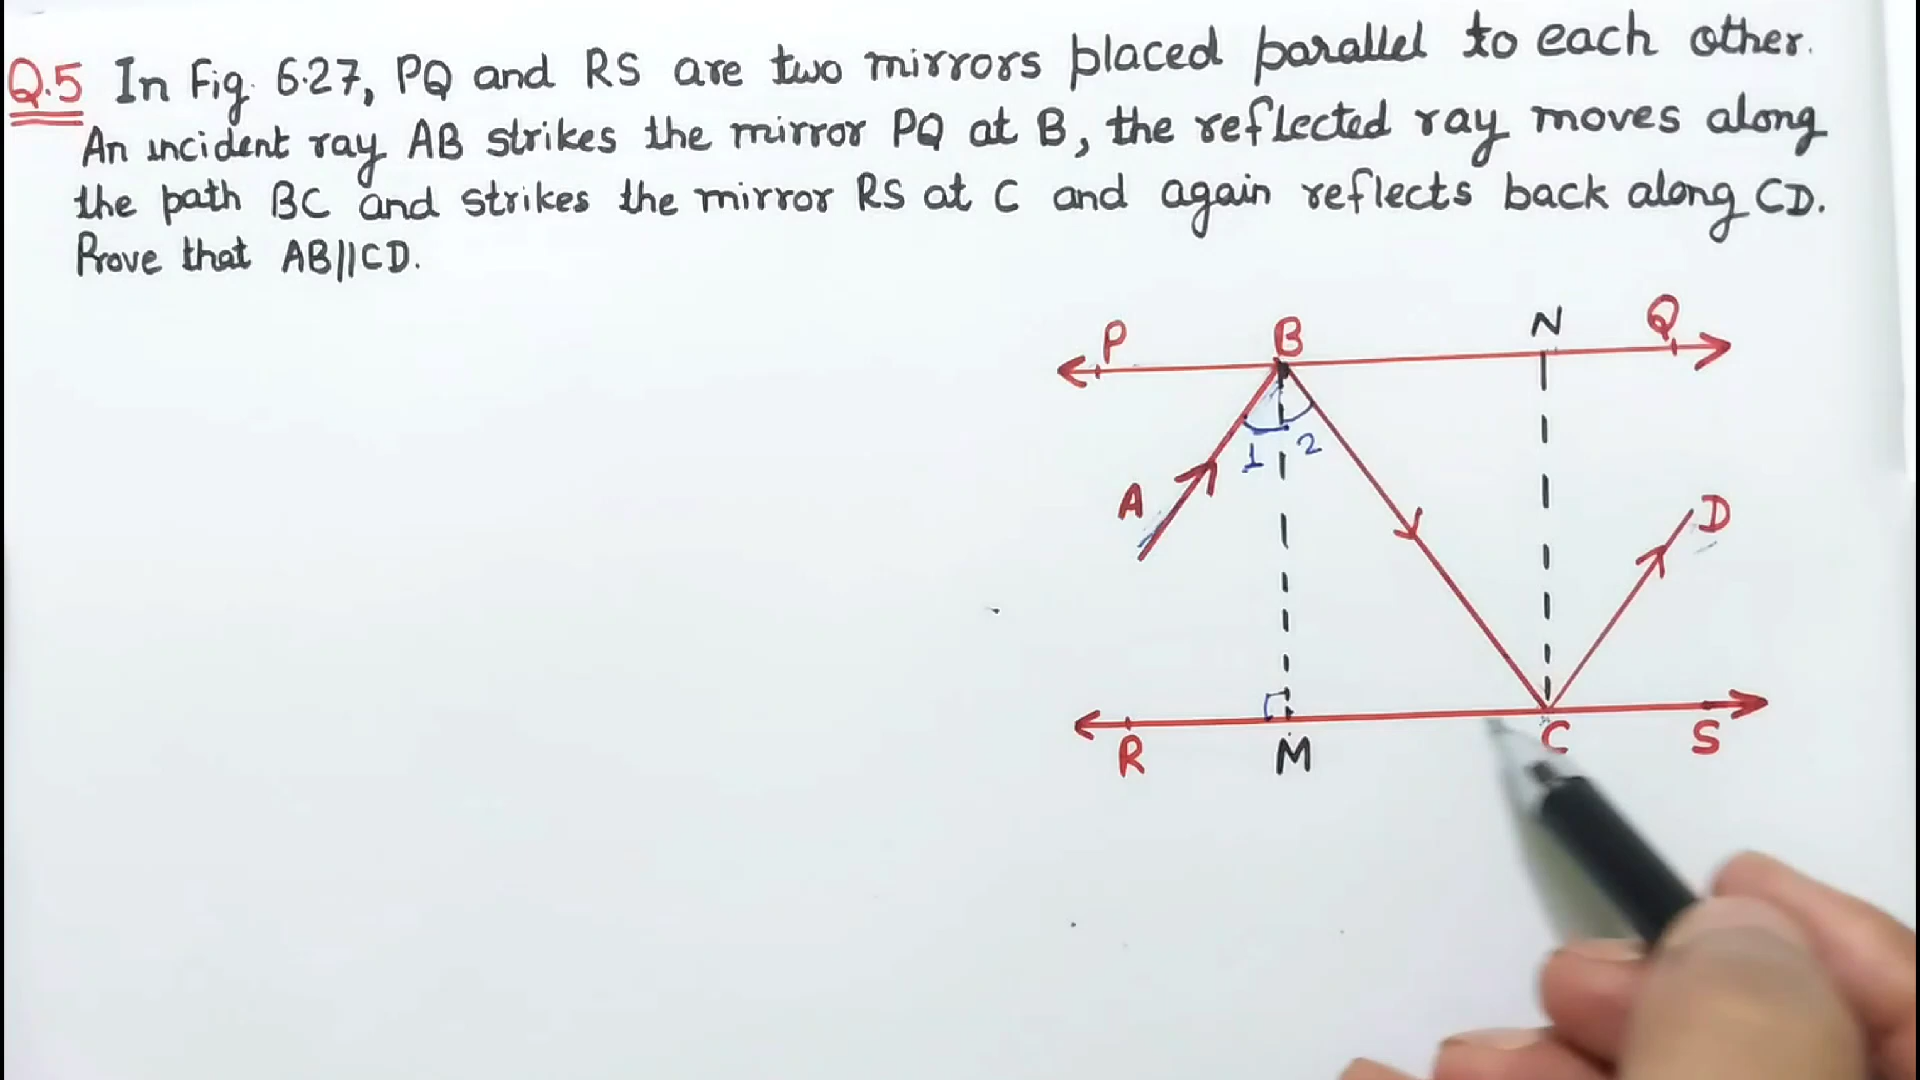 Q.5 In Fig. 6.27, PQ and RS are two mirrors placed parallel to each other.
An incident ray AB strikes the mirror PQ at B, the reflected ray moves along
the path BC and strikes the mirror RS at C and again reflects back along CD.
Prove that AB||CD.
P B N Q
1 2
A D
R M C S